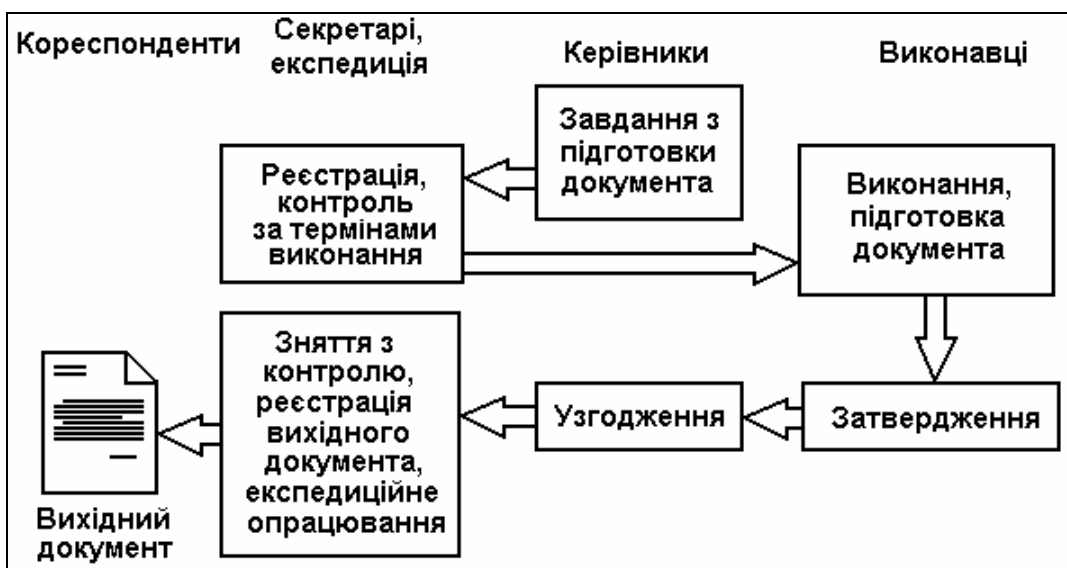 Кореспонденти
Секретарі,
експедиція
Керівники
Виконавці
Завдання з
підготовки
документа
Реєстрація,
контроль
за термінами
виконання
Виконання,
підготовка
документа
Затвердження
Узгодження
Зняття з
контролю,
реєстрація
вихідного
документа,
експедиційне
опрацювання
Вихідний
документ